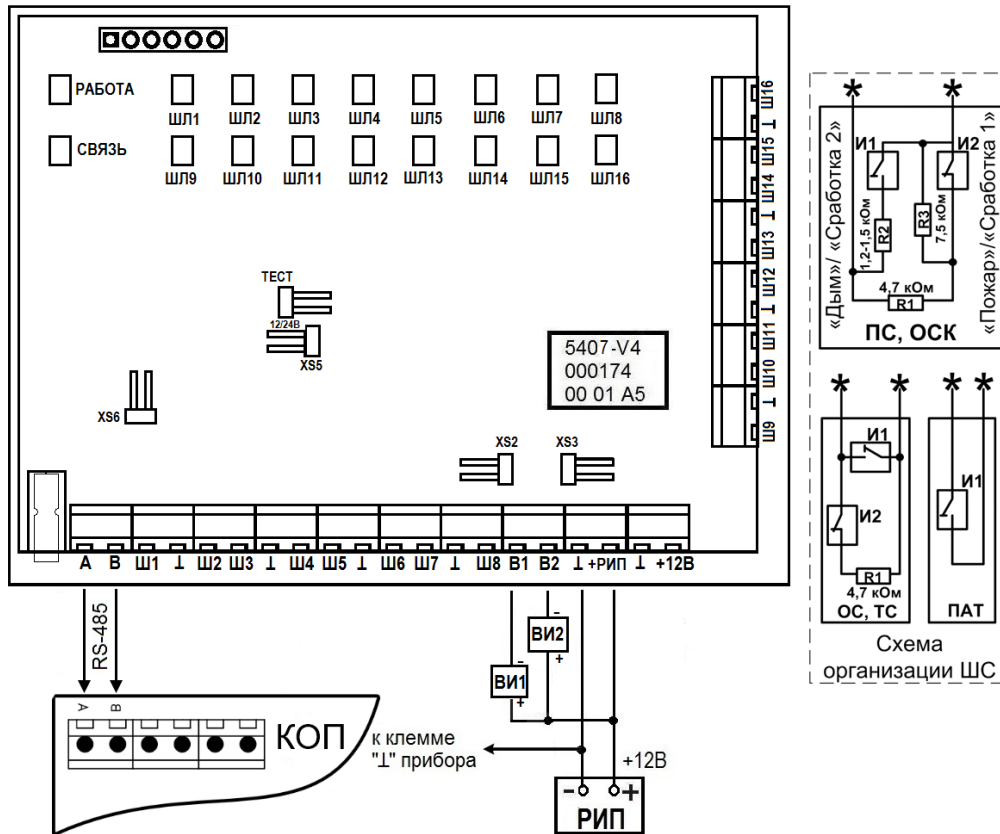 РАБОТА
ШЛ1 ШЛ2 ШЛ3 ШЛ4 ШЛ5 ШЛ6 ШЛ7 ШЛ8
СВЯЗЬ
ШЛ9 ШЛ10 ШЛ11 ШЛ12 ШЛ13 ШЛ14 ШЛ15 ШЛ16
ТЕСТ
12/24В
XS5
XS6
5407-V4
000174
00 01 A5
XS2 XS3
Ш16
⊥
Ш15
Ш14
⊥
Ш13
Ш12
⊥
Ш11
Ш10
⊥
Ш9
A B Ш1 ⊥ Ш2 Ш3 ⊥ Ш4 Ш5 ⊥ Ш6 Ш7 ⊥ Ш8 В1 В2 ⊥ +РИП ⊥ +12В
RS-485
A B
КОП
к клемме
"⊥" прибора
- ВИ1 +
- ВИ2 +
+12В
- +
РИП
* *
«Дым»/ «Сработка 2»
И1 И2
1,2-1,5 кОм
R2
R3
7,5 кОм
4,7 кОм
R1
«Пожар»/«Сработка 1»
ПС, ОСК
* *
И1
И2
R1
4,7 кОм
ОС, ТС
* *
И1
ПАТ
Схема
организации ШС